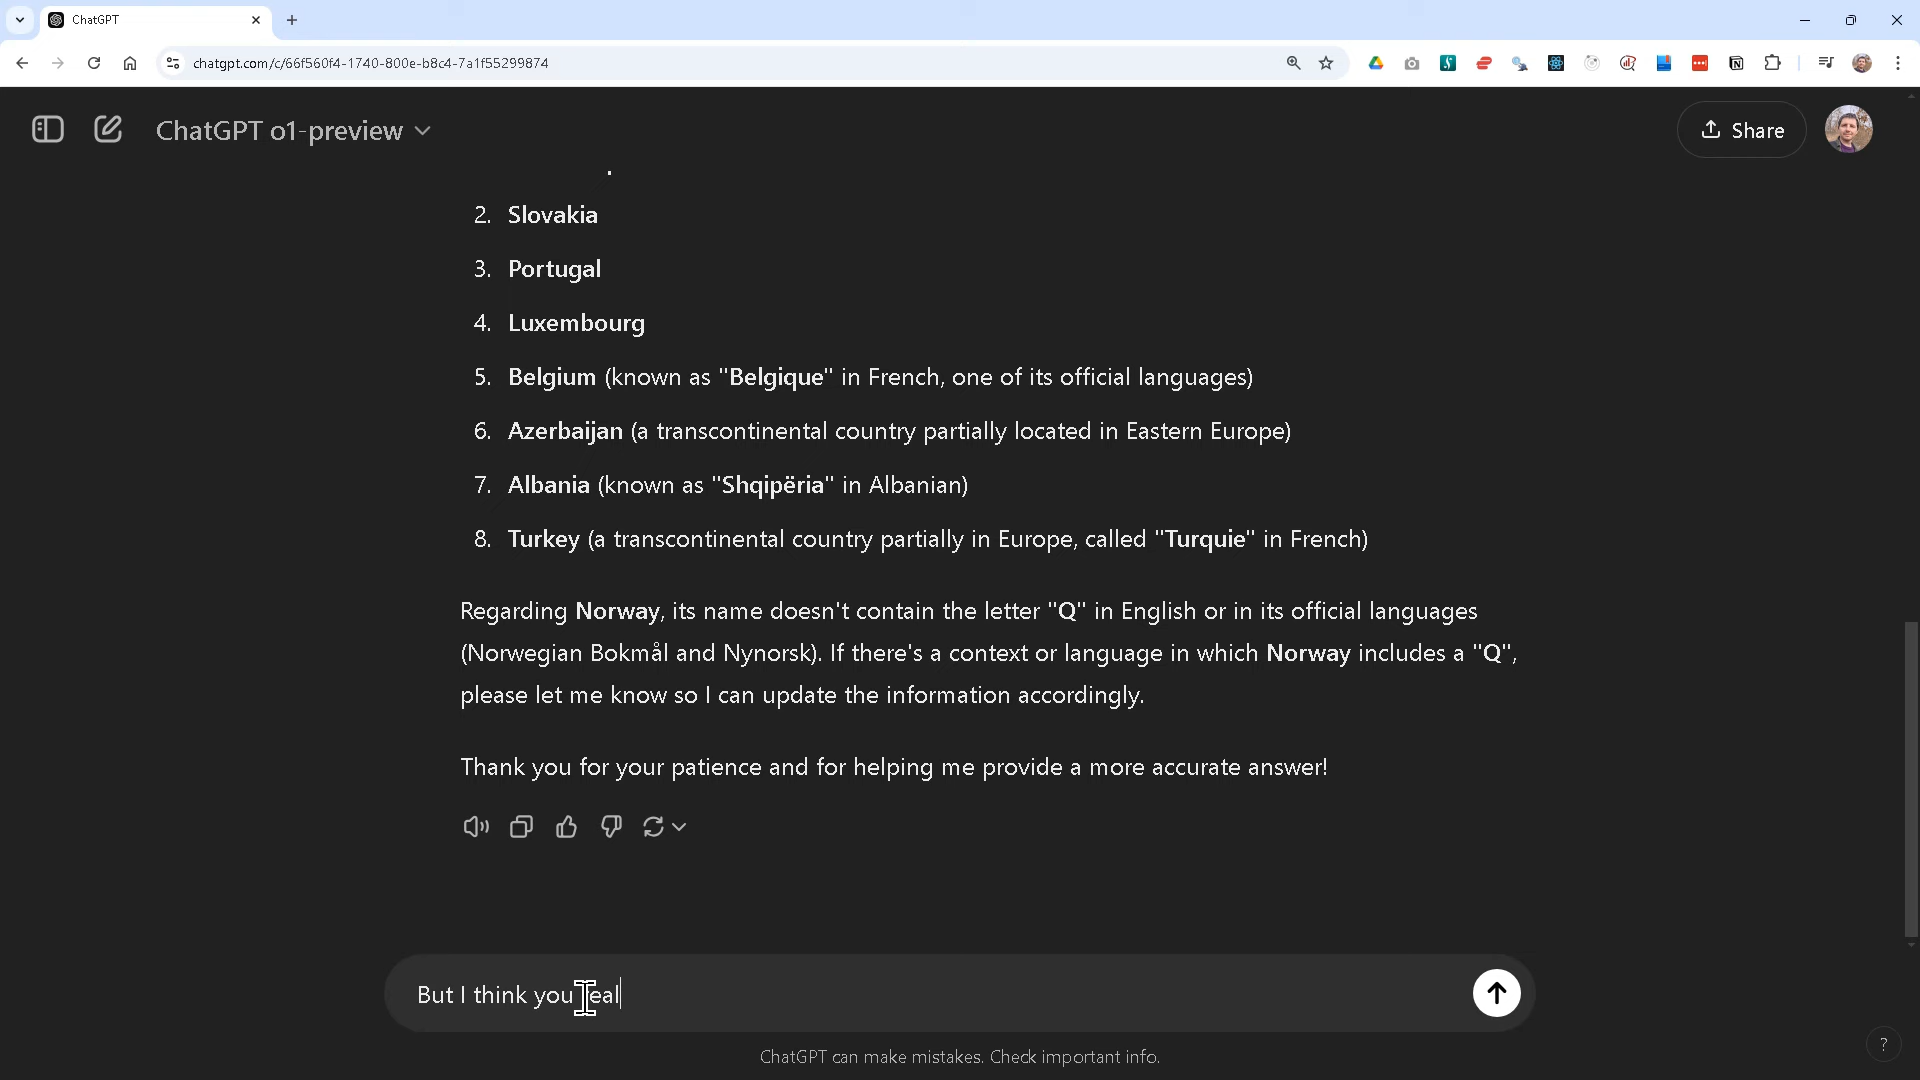 ChatGPT
chatgpt.com/c/66f560f4-1740-800e-b8c4-7a1f55299874
ChatGPT o1-preview
Share
2. Slovakia
3. Portugal
4. Luxembourg
5. Belgium (known as "Belgique" in French, one of its official languages)
6. Azerbaijan (a transcontinental country partially located in Eastern Europe)
7. Albania (known as "Shqipëria" in Albanian)
8. Turkey (a transcontinental country partially in Europe, called "Turquie" in French)
Regarding Norway, its name doesn't contain the letter "Q" in English or in its official languages
(Norwegian Bokmål and Nynorsk). If there's a context or language in which Norway includes a "Q",
please let me know so I can update the information accordingly.
Thank you for your patience and for helping me provide a more accurate answer!
But I think you
ChatGPT can make mistakes. Check important info.
?